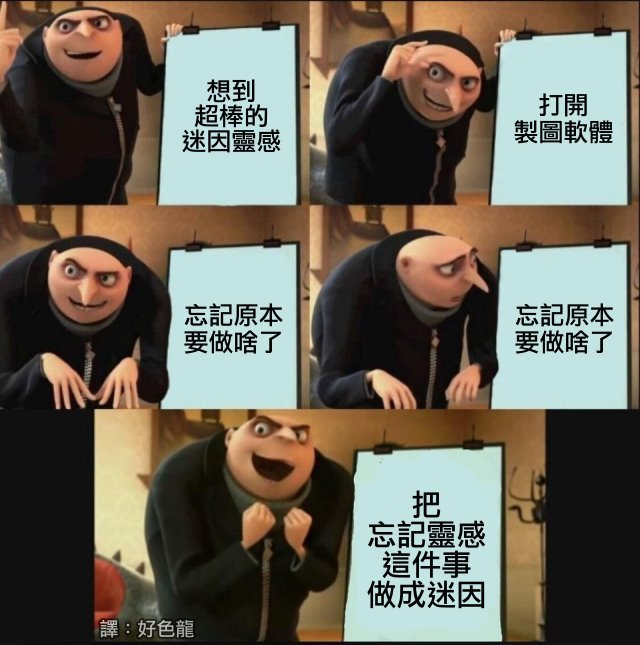 想到
超棒的
迷因靈感
打開
製圖軟體
忘記原本
要做啥了
忘記原本
要做啥了
把
忘記靈感
這件事
做成迷因
譯：好色龍